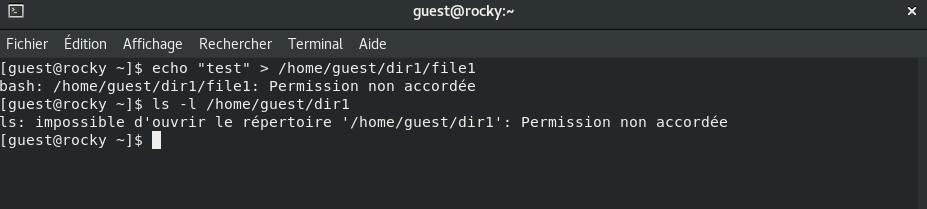 guest@rocky:~
Fichier Édition Affichage Rechercher Terminal Aide
[guest@rocky ~]$ echo "test" > /home/guest/dir1/file1
bash: /home/guest/dir1/file1: Permission non accordée
[guest@rocky ~]$ ls -l /home/guest/dir1
ls: impossible d'ouvrir le répertoire '/home/guest/dir1': Permission non accordée
[guest@rocky ~]$